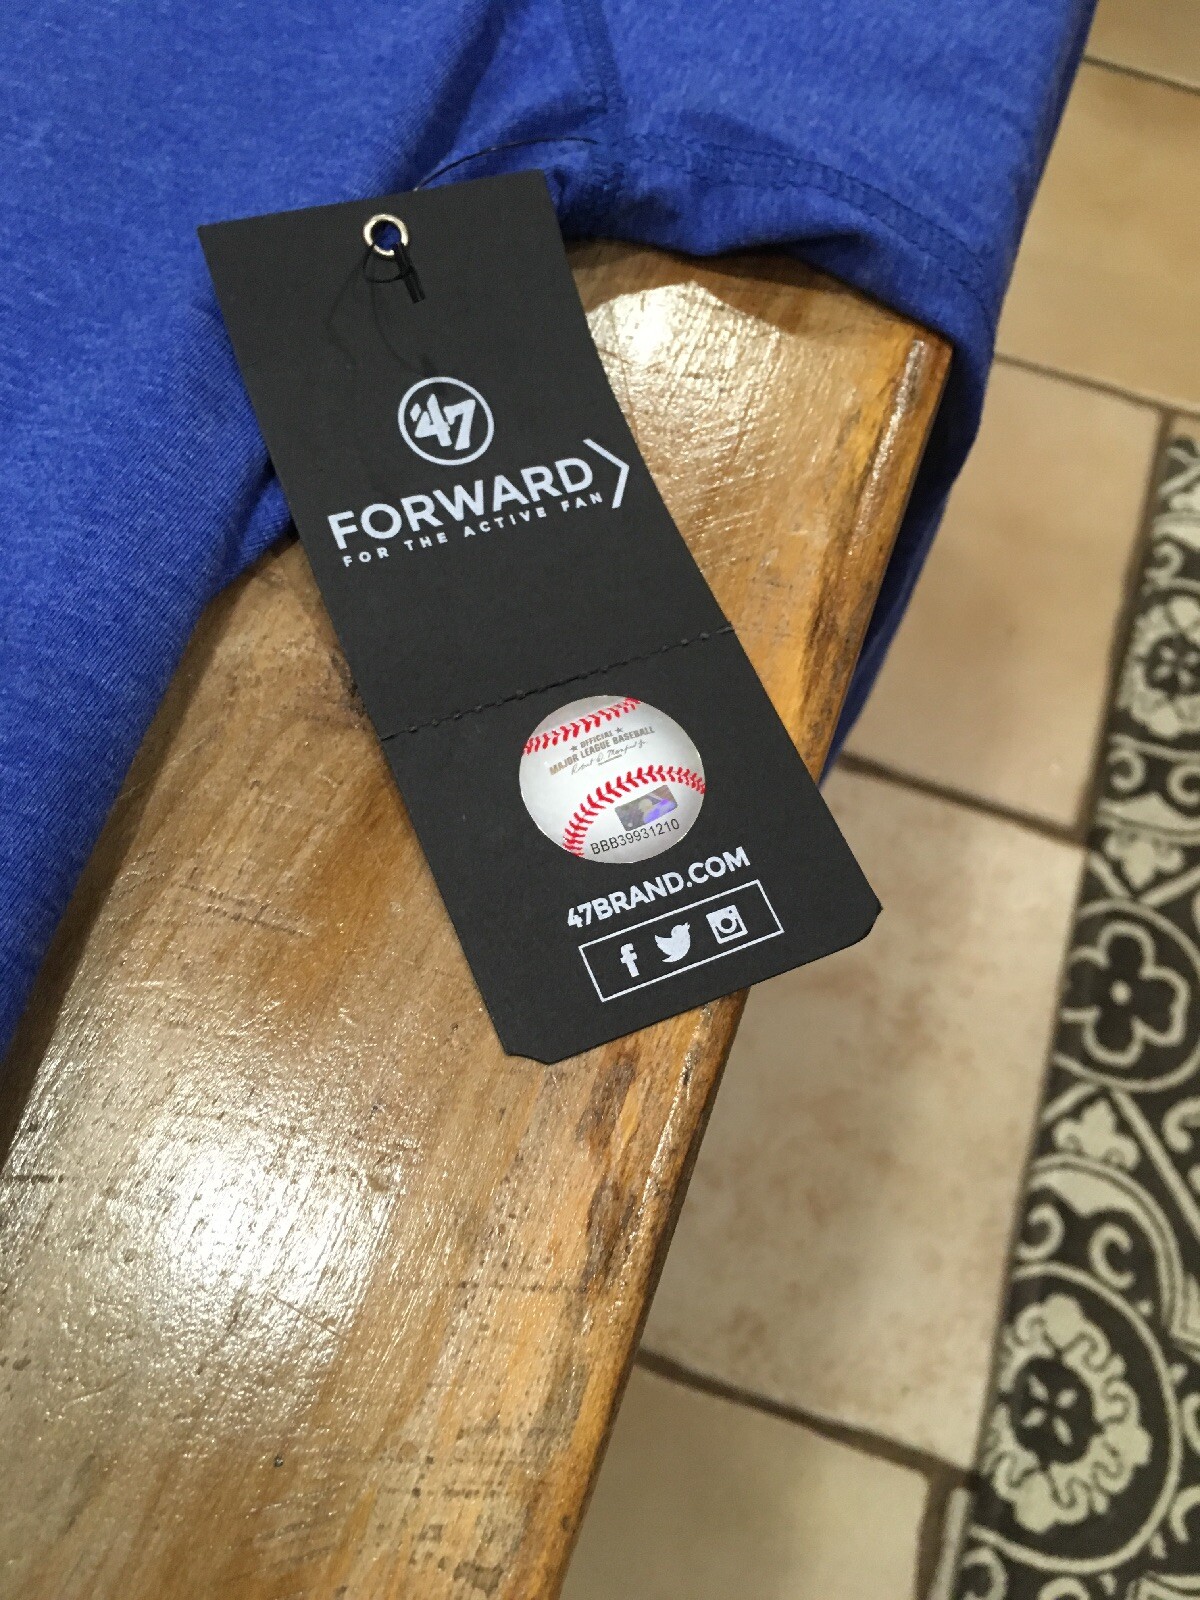 '47
FORWARD
FOR THE ACTIVE FAN
OFFICIAL
MAJOR LEAGUE BASEBALL
BBB39931210
47BRAND.COM